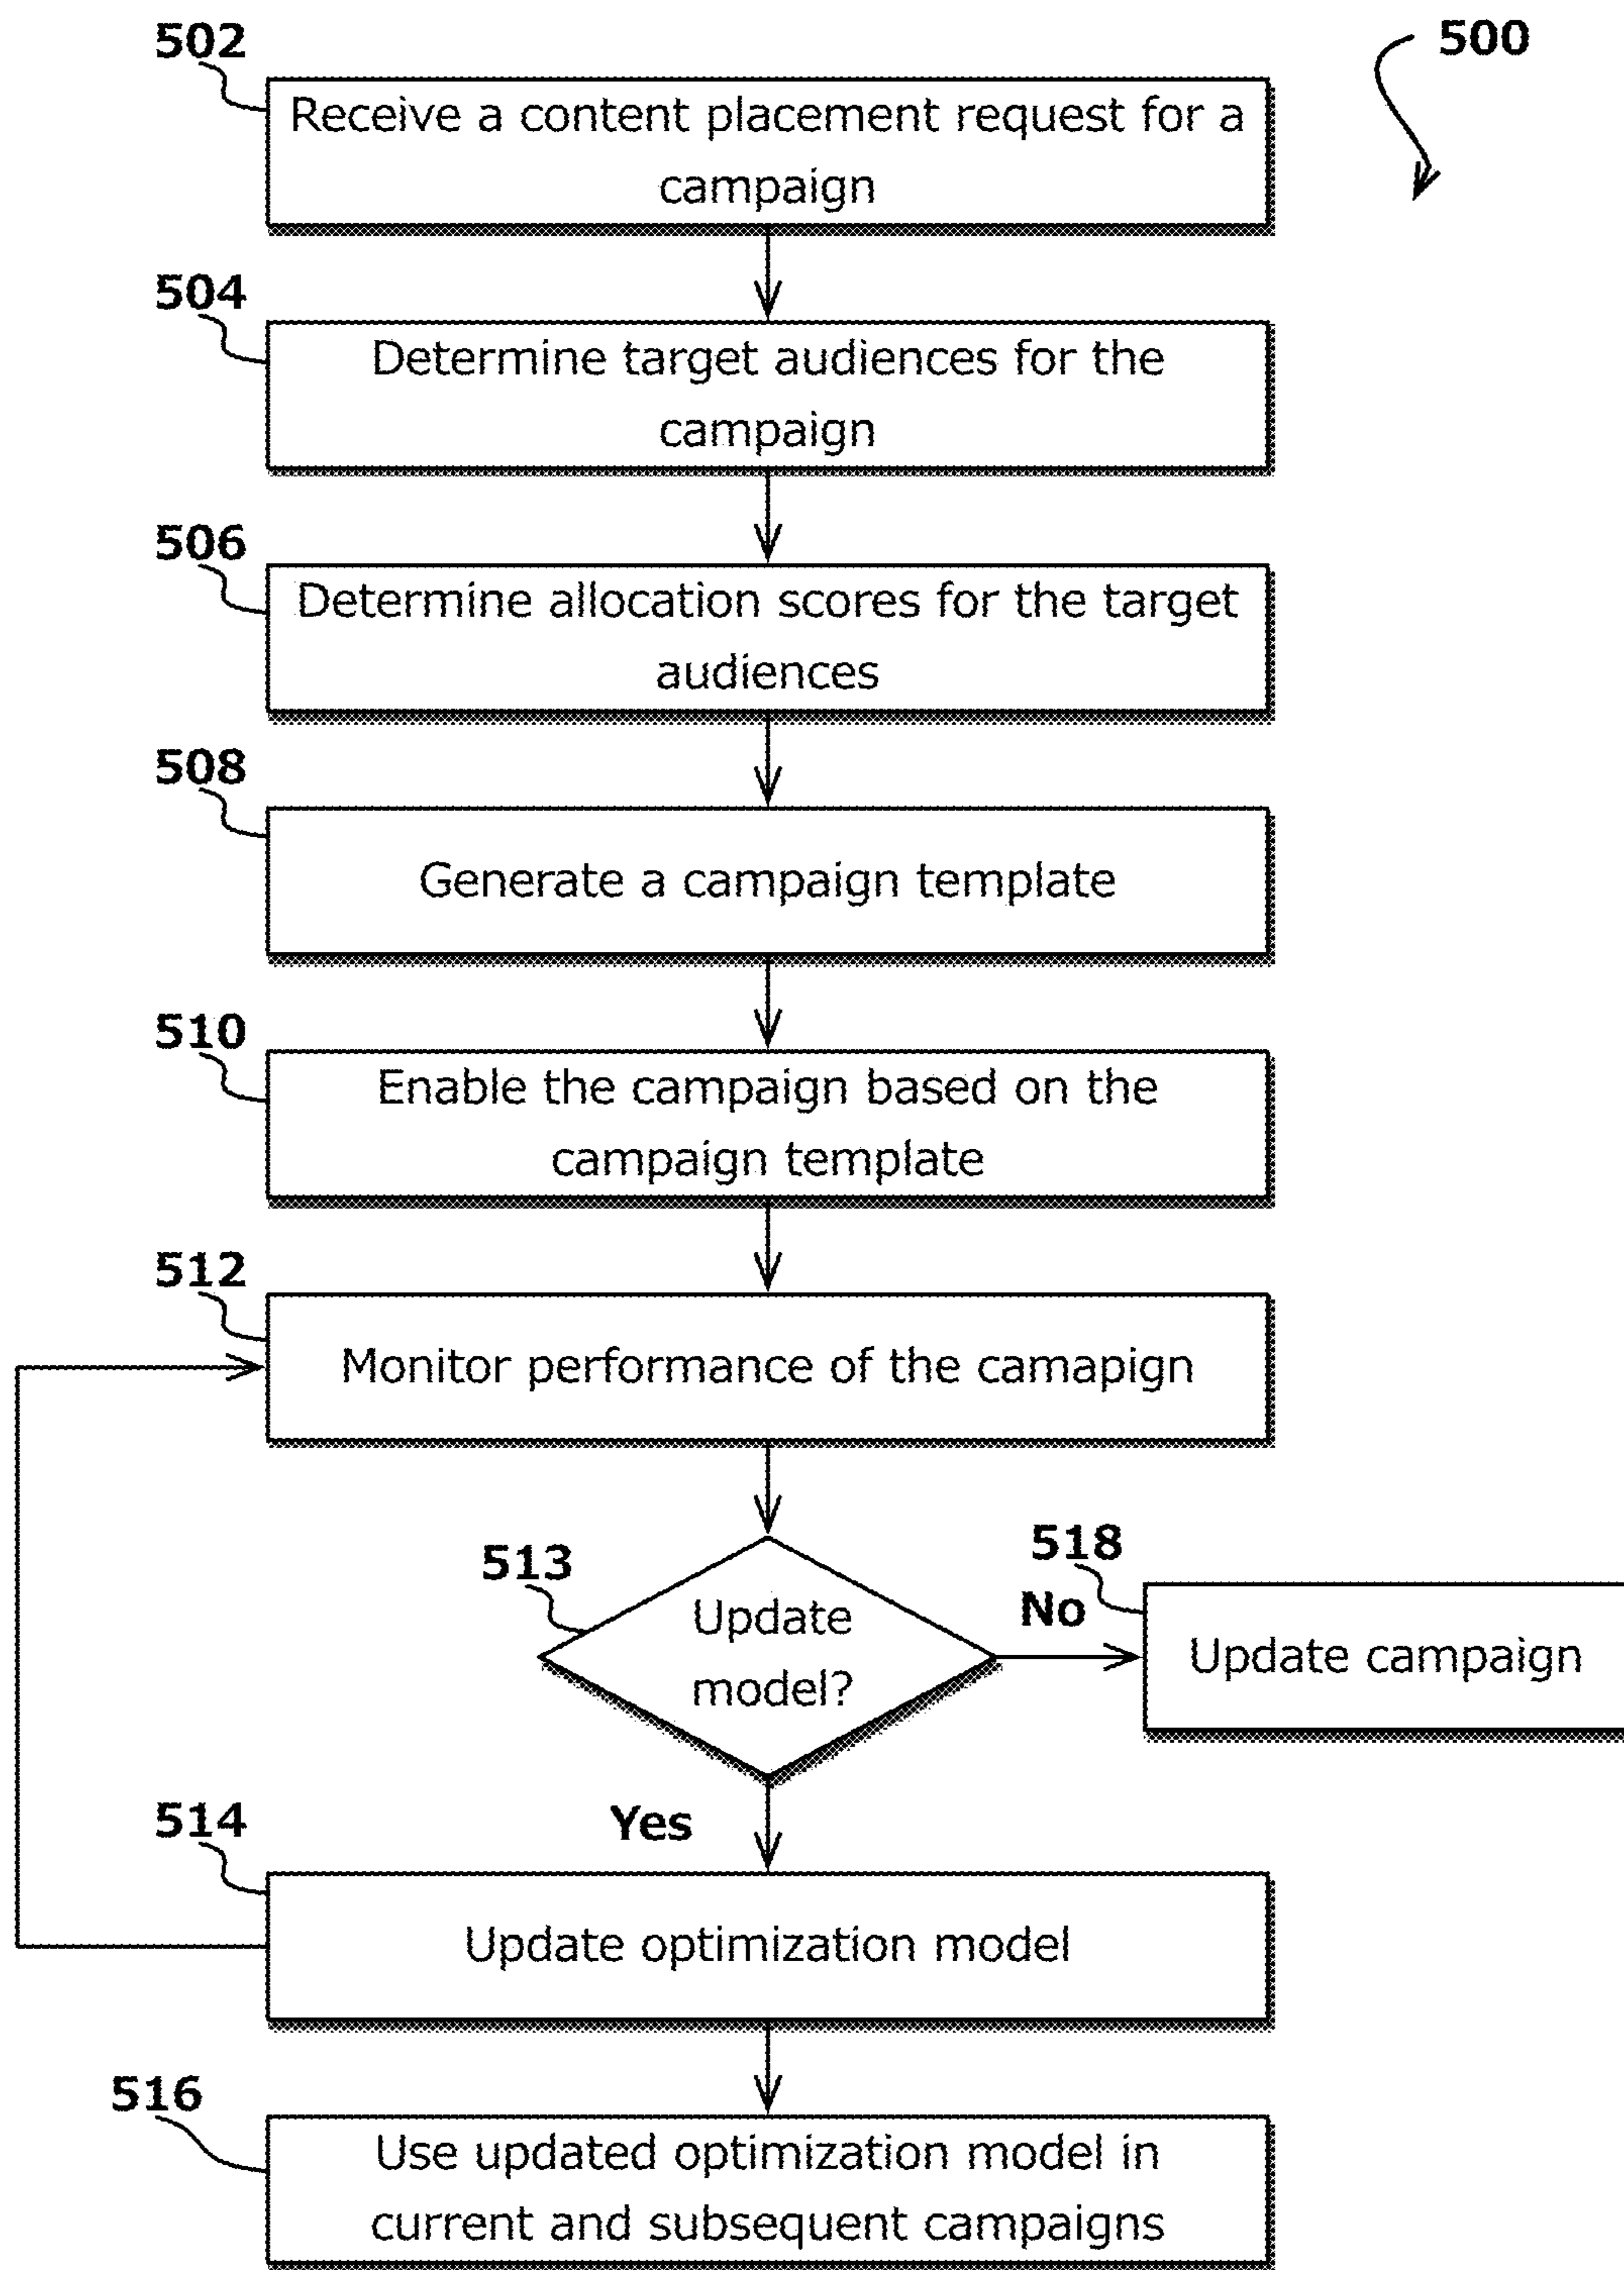 502
500
Receive a content placement request for a
campaign
504
Determine target audiences for the
campaign
506
Determine allocation scores for the target
audiences
508
Generate a campaign template
510
Enable the campaign based on the
campaign template
512
Monitor performance of the camapign
513
Update
model?
518
No
Update campaign
Yes
514
Update optimization model
516
Use updated optimization model in
current and subsequent campaigns